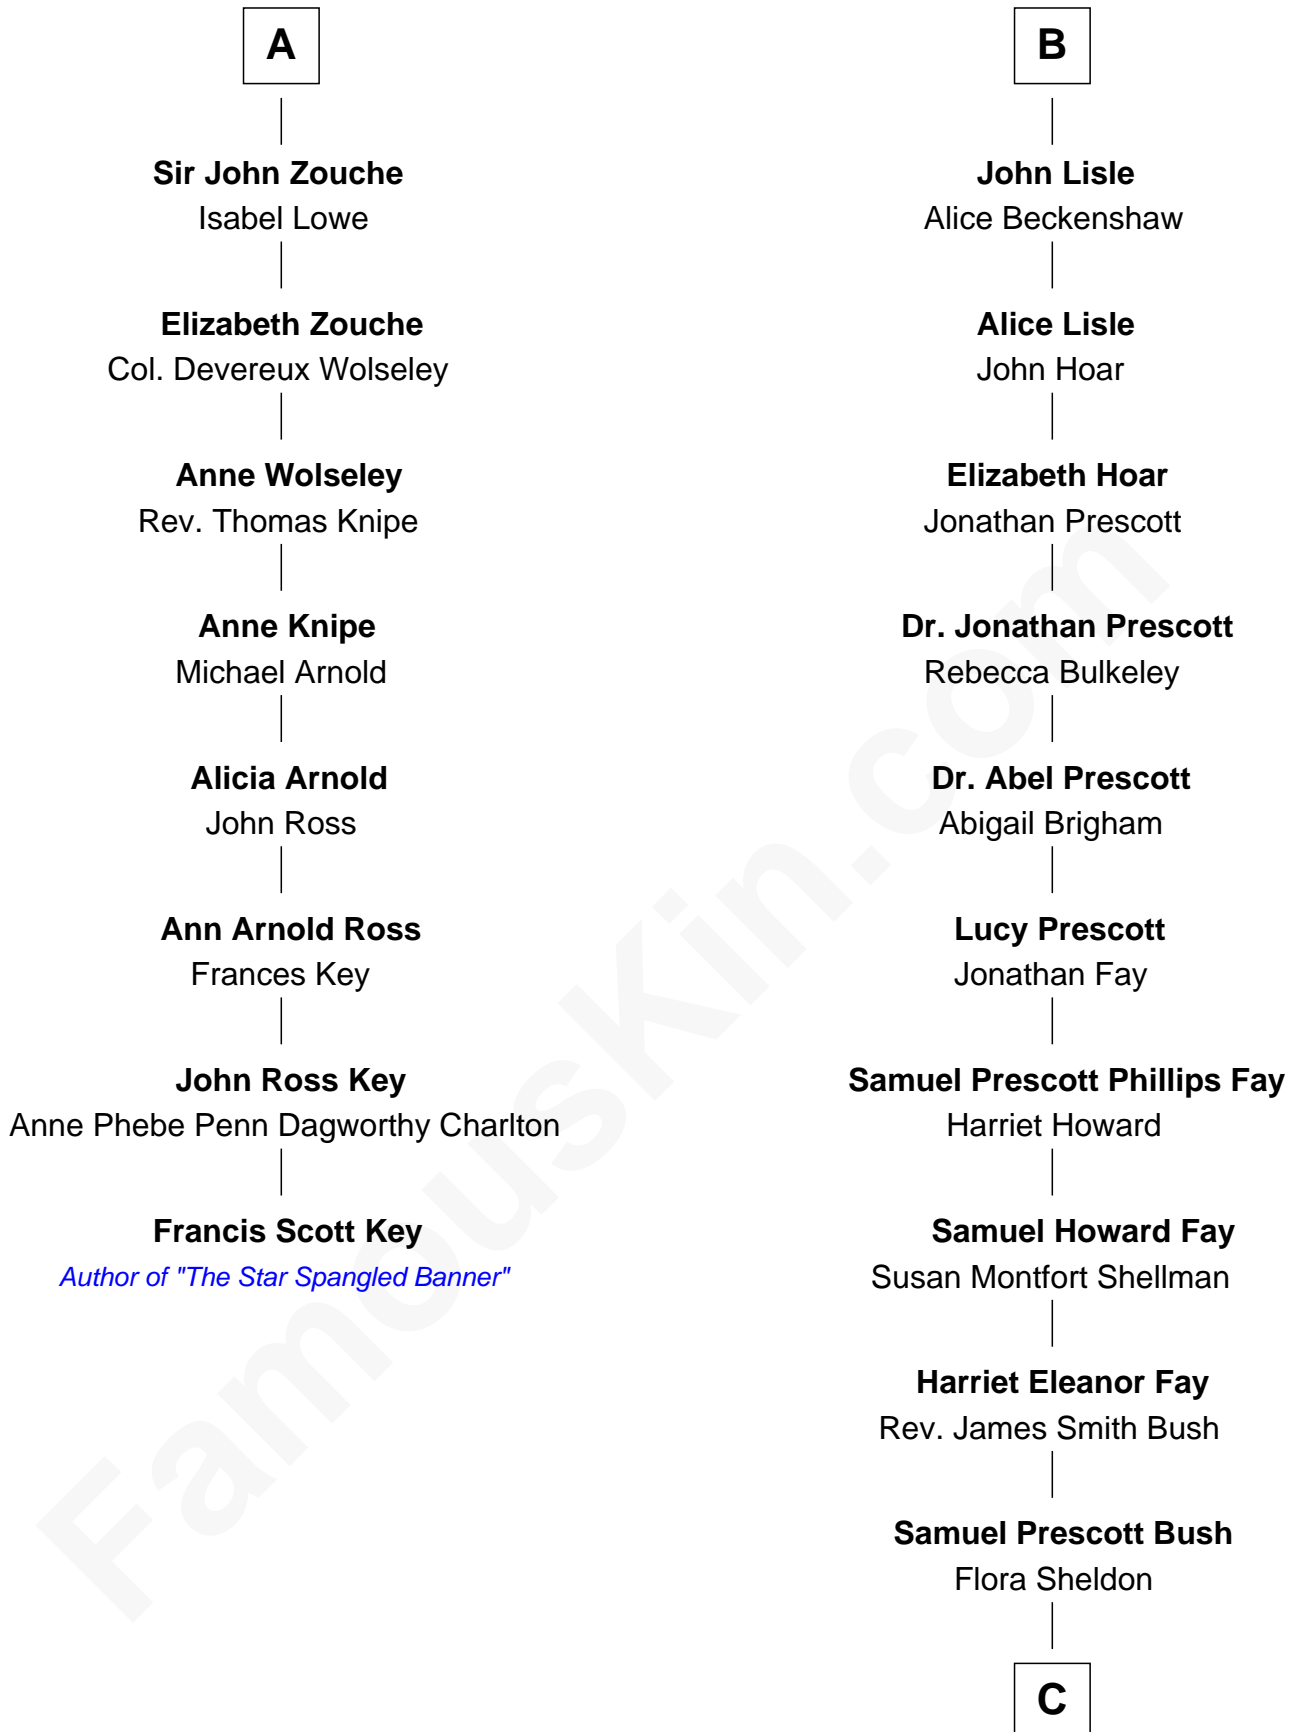 A
Sir John Zouche
Isabel Lowe
Elizabeth Zouche
Col. Devereux Wolseley
Anne Wolseley
Rev. Thomas Knipe
Anne Knipe
Michael Arnold
Alicia Arnold
John Ross
Ann Arnold Ross
Frances Key
John Ross Key
Anne Phebe Penn Dagworthy Charlton
Francis Scott Key
Author of "The Star Spangled Banner"
B
John Lisle
Alice Beckenshaw
Alice Lisle
John Hoar
Elizabeth Hoar
Jonathan Prescott
Dr. Jonathan Prescott
Rebecca Bulkeley
Dr. Abel Prescott
Abigail Brigham
Lucy Prescott
Jonathan Fay
Samuel Prescott Phillips Fay
Harriet Howard
Samuel Howard Fay
Susan Montfort Shellman
Harriet Eleanor Fay
Rev. James Smith Bush
Samuel Prescott Bush
Flora Sheldon
C
FamousKin.com